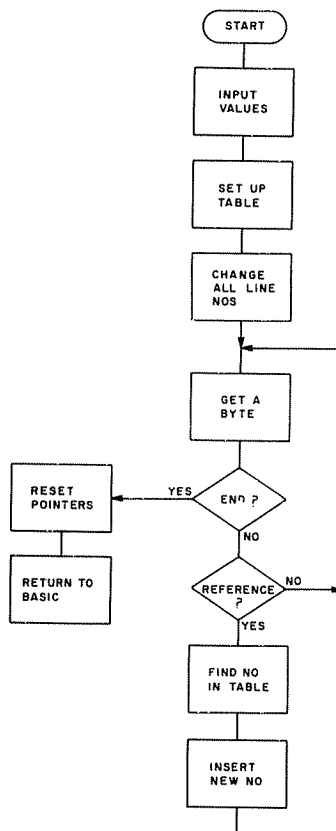 START
INPUT
VALUES
SET UP
TABLE
CHANGE
ALL LINE
NOS
GET A
BYTE
END ?
YES
NO
RESET
POINTERS
RETURN TO
BASIC
REFERENCE
?
NO
YES
FIND NO
IN TABLE
INSERT
NEW NO